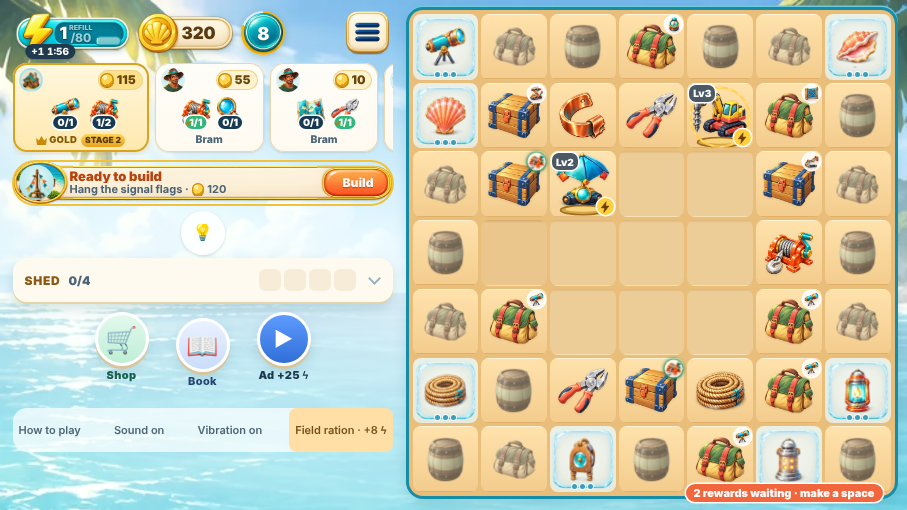 1 REFILL /80
320
8
+1 1:56
115
0/1 1/2
GOLD STAGE 2
55
1/1 0/1
Bram
10
0/1 1/1
Bram
Ready to build
Hang the signal flags · 120
Build
SHED 0/4
Shop
Book
Ad +25 ϟ
How to play
Sound on
Vibration on
Field ration · +8 ϟ
Lv3
Lv2
2 rewards waiting · make a space